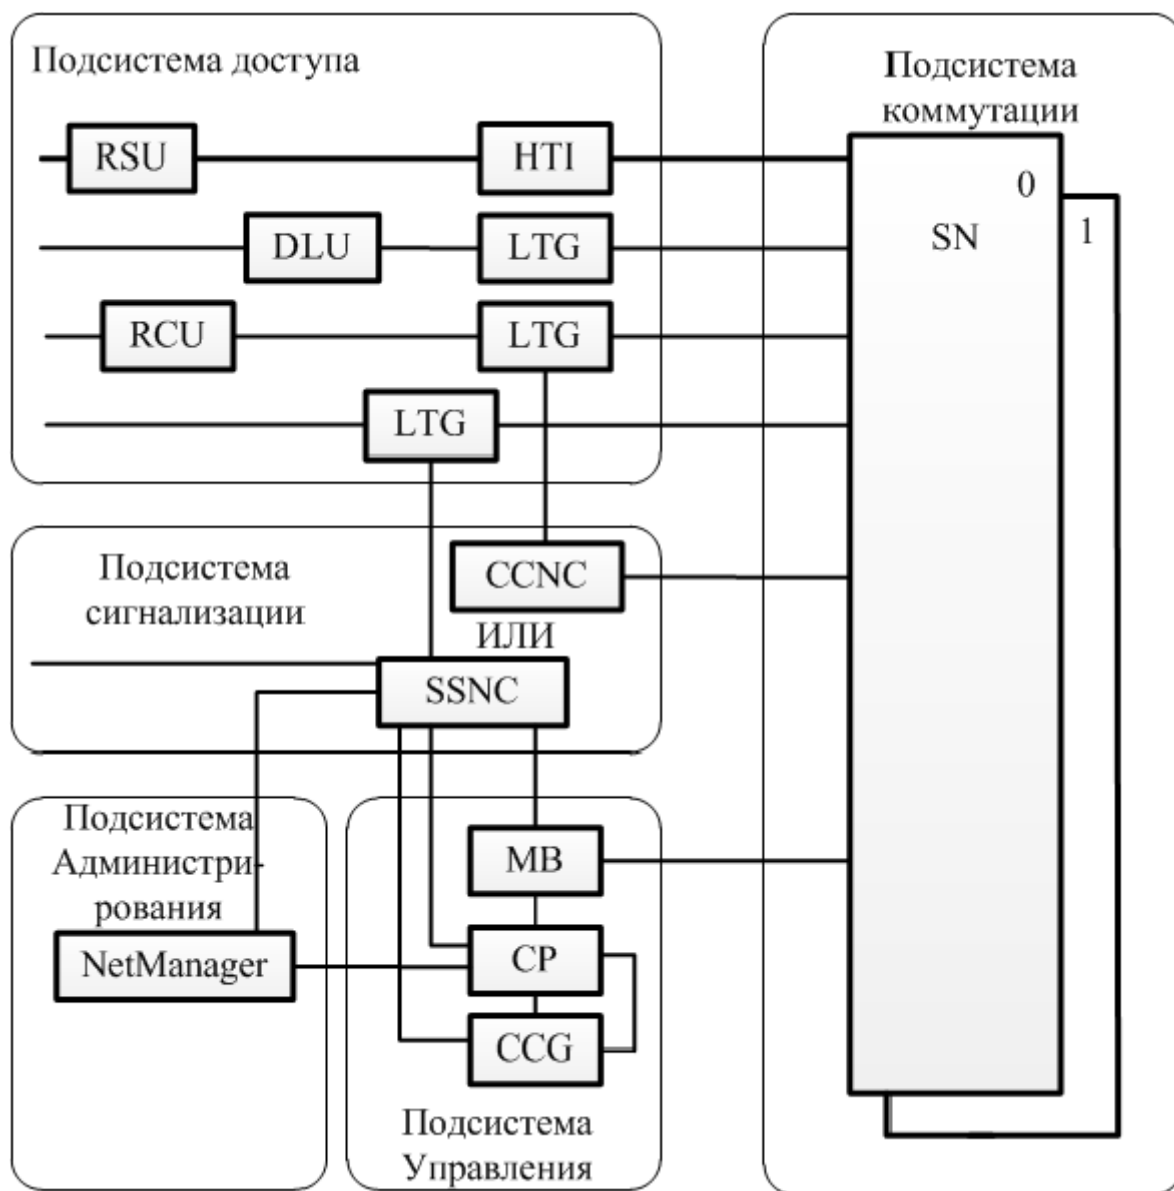 Подсистема доступа
RSU
HTI
DLU
LTG
RCU
LTG
LTG
Подсистема
коммутации
0
SN
1
Подсистема
сигнализации
CCNC
ИЛИ
SSNC
Подсистема
Администри-
рования
NetManager
MB
CP
CCG
Подсистема
Управления